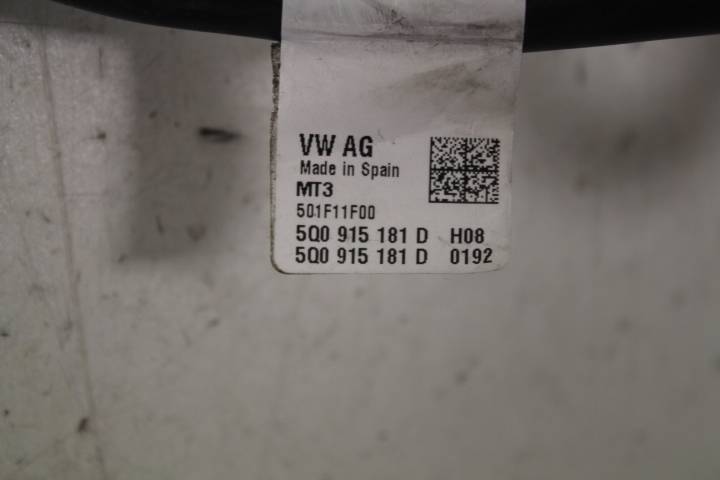 VW AG
Made in Spain
MT3
501F11F00
5Q0 915 181 D H08
5Q0 915 181 D 0192